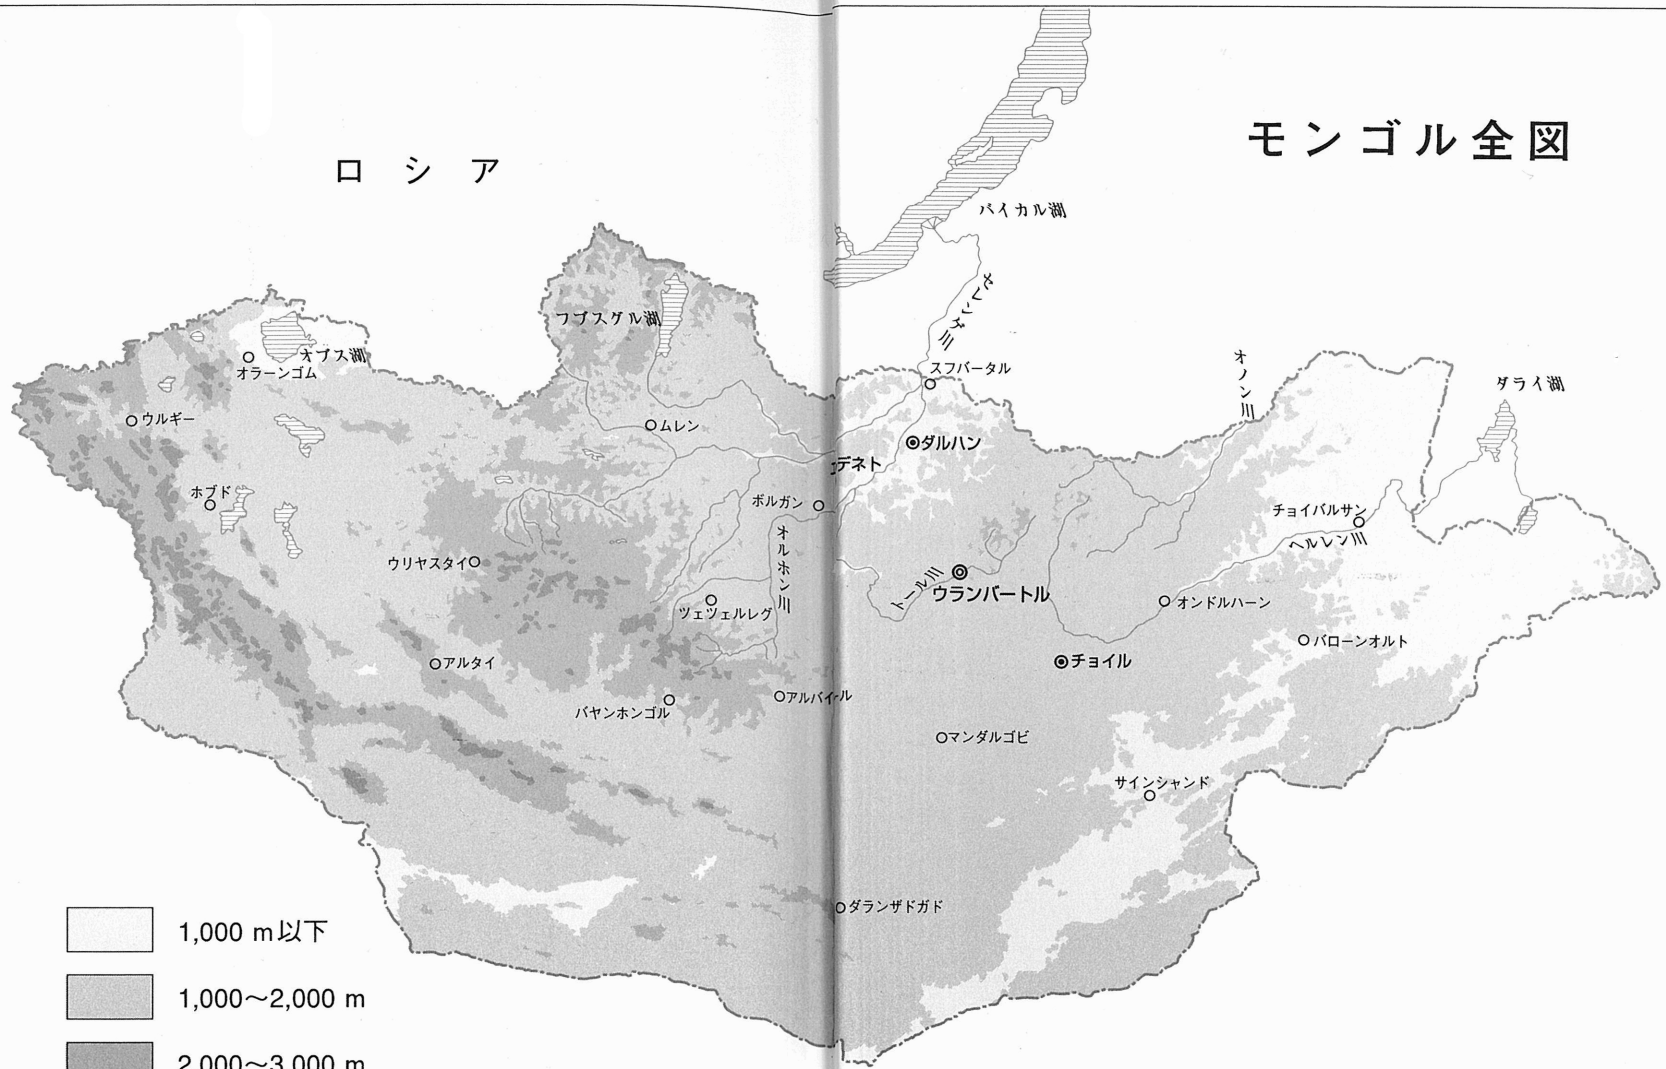 モンゴル全図
ロシア
バイカル湖
セレンゲ川
フブスグル湖
オブス湖
オラーンゴム
スフバータル
オノン川
ダライ湖
ウルギー
ムレン
ダルハン
デネト
ホブド
ボルガン
チョイバルサン
ヘルレン川
オルホン川
ウリヤスタイ
トール川
ウランバートル
ツェツェルレグ
オンドルハーン
バローンオルト
アルタイ
チョイル
アルバイ
ール
バヤンホンゴル
マンダルゴビ
サインシャンド
ダランザドガド
1,000 m以下
1,000〜2,000 m
2,000〜3,000 m